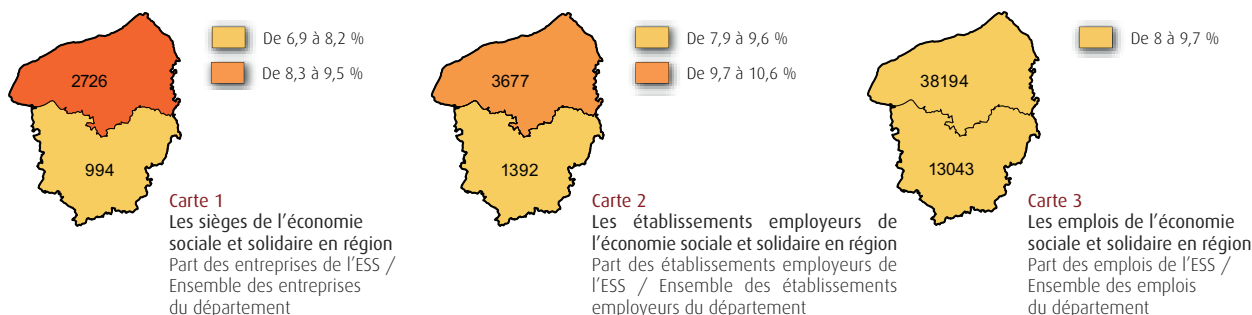 De 6,9 à 8,2 %
De 8,3 à 9,5 %
2726
994
Carte 1
Les sièges de l'économie
sociale et solidaire en région
Part des entreprises de l'ESS /
Ensemble des entreprises
du département
De 7,9 à 9,6 %
De 9,7 à 10,6 %
3677
1392
Carte 2
Les établissements employeurs de
l'économie sociale et solidaire en région
Part des établissements employeurs de
l'ESS / Ensemble des établissements
employeurs du département
De 8 à 9,7 %
38194
13043
Carte 3
Les emplois de l'économie
sociale et solidaire en région
Part des emplois de l'ESS /
Ensemble des emplois
du département